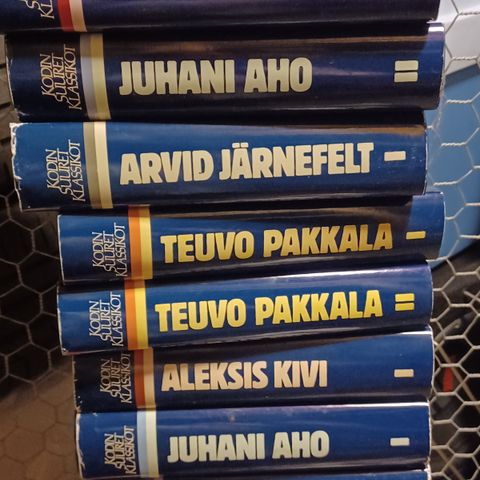 KODIN
SUURET
KLASSIKOT
JUHANI AHO II
KODIN
SUURET
KLASSIKOT
ARVID JÄRNEFELT I
KODIN
SUURET
KLASSIKOT
TEUVO PAKKALA I
KODIN
SUURET
KLASSIKOT
TEUVO PAKKALA II
KODIN
SUURET
KLASSIKOT
ALEKSIS KIVI I
KODIN
SUURET
KLASSIKOT
JUHANI AHO I